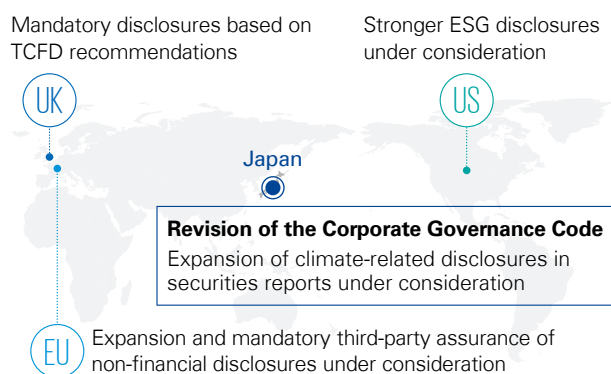 Mandatory disclosures based on
TCFD recommendations
UK
Stronger ESG disclosures
under consideration
US
Japan
Revision of the Corporate Governance Code
Expansion of climate-related disclosures in
securities reports under consideration
EU
Expansion and mandatory third-party assurance of
non-financial disclosures under consideration